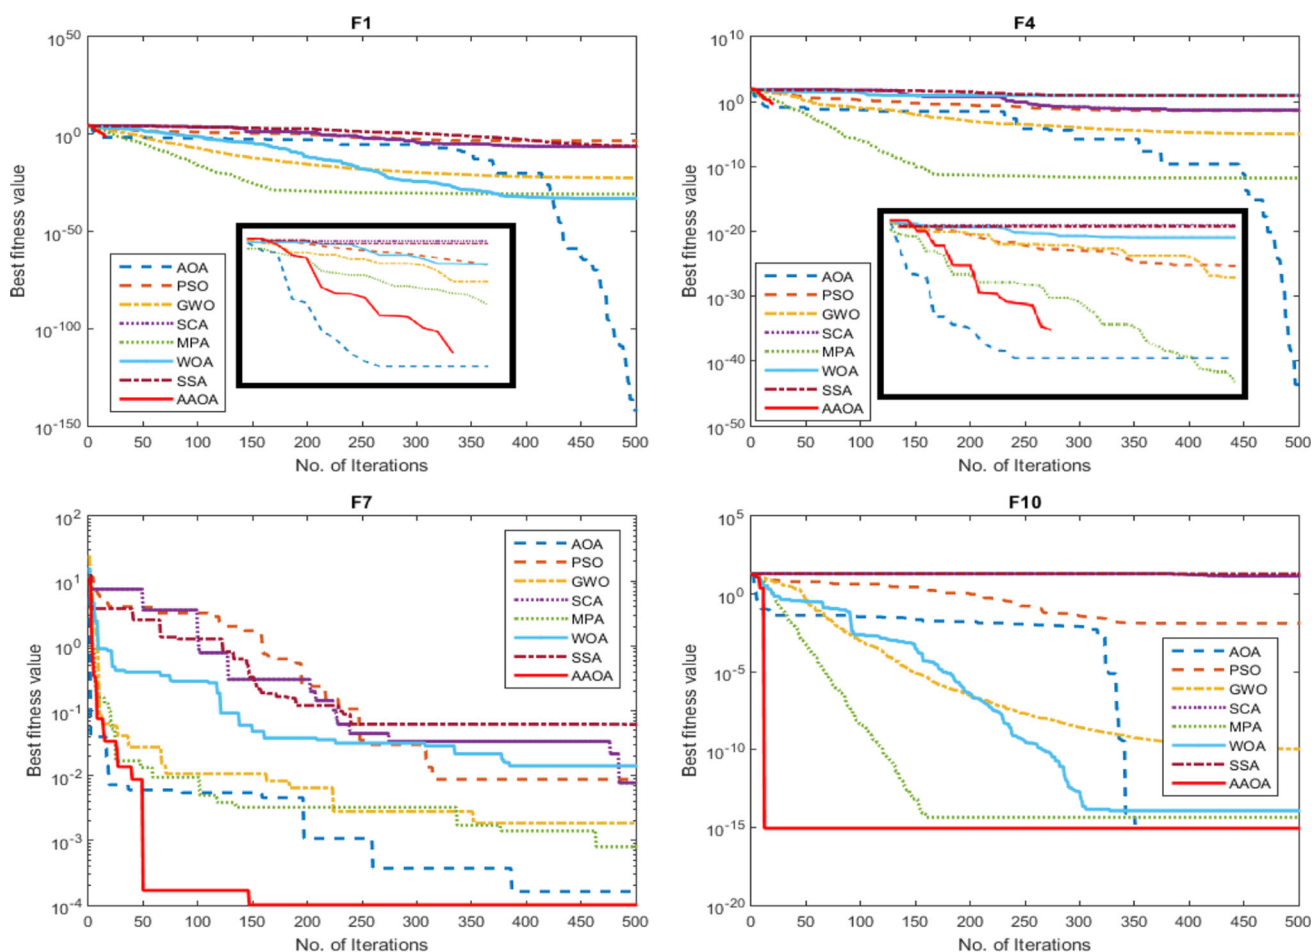 F1
Best fitness value
10^50
10^0
10^-50
10^-100
10^-150
AOA
PSO
GWO
SCA
MPA
WOA
SSA
AAOA
0 50 100 150 200 250 300 350 400 450 500
No. of Iterations
F4
Best fitness value
10^10
10^0
10^-10
10^-20
10^-30
10^-40
10^-50
AOA
PSO
GWO
SCA
MPA
WOA
SSA
AAOA
0 50 100 150 200 250 300 350 400 450 500
No. of Iterations
F7
Best fitness value
10^2
10^1
10^0
10^-1
10^-2
10^-3
10^-4
AOA
PSO
GWO
SCA
MPA
WOA
SSA
AAOA
0 50 100 150 200 250 300 350 400 450 500
No. of Iterations
F10
Best fitness value
10^5
10^0
10^-5
10^-10
10^-15
10^-20
AOA
PSO
GWO
SCA
MPA
WOA
SSA
AAOA
0 50 100 150 200 250 300 350 400 450 500
No. of Iterations